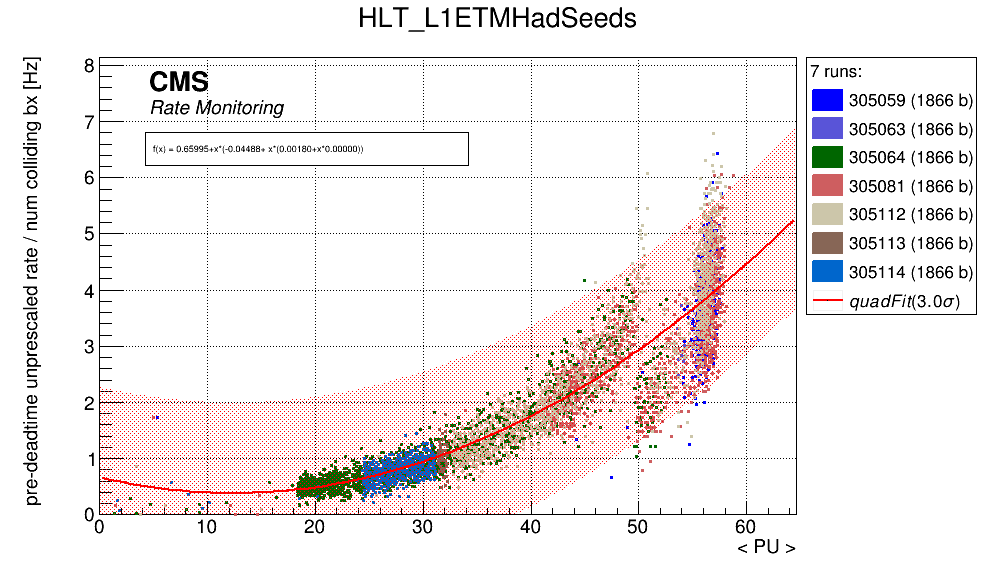 HLT_L1ETMHadSeeds
pre-deadtime unprescaled rate / num colliding bx [Hz]
8
7
6
5
4
3
2
1
0
CMS
Rate Monitoring
f(x) = 0.65995+x*(-0.04488+ x*(0.00180+x*0.00000))
0 10 20 30 40 50 60
< PU >
7 runs:
305059 (1866 b)
305063 (1866 b)
305064 (1866 b)
305081 (1866 b)
305112 (1866 b)
305113 (1866 b)
305114 (1866 b)
quadFit(3.0σ)